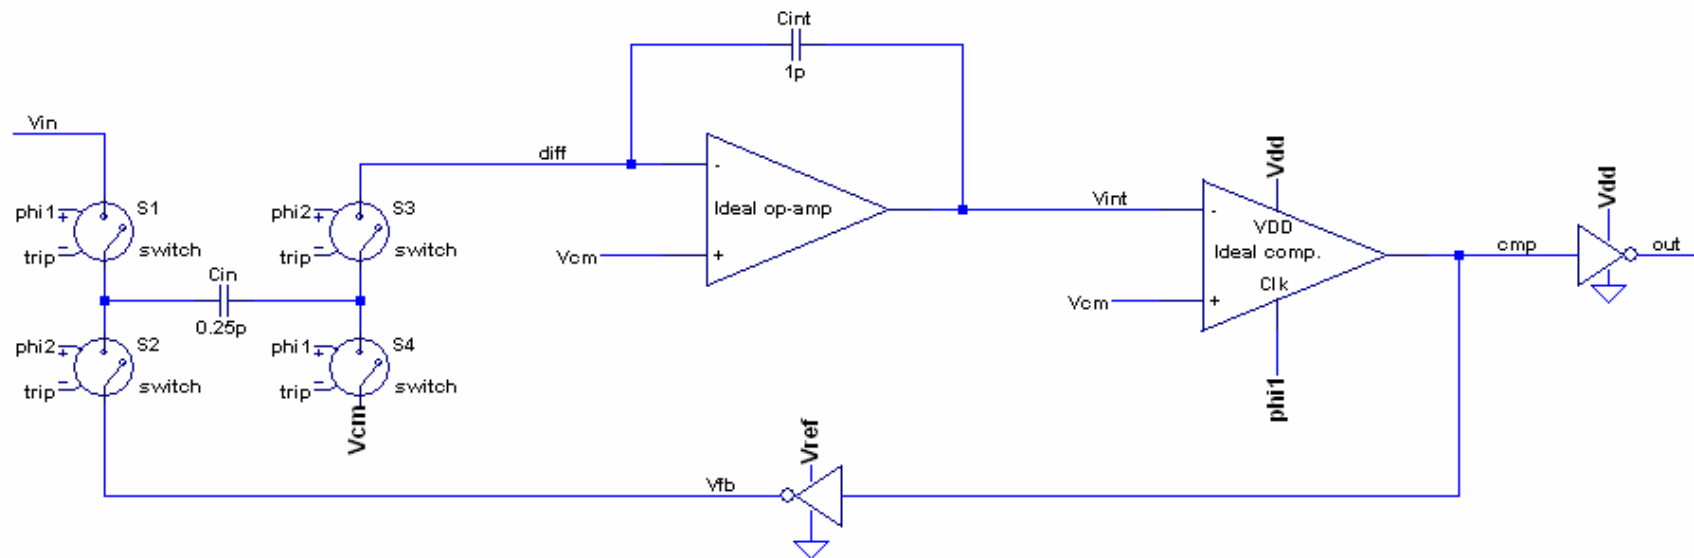 Cint
1p
Vin
diff
-
Ideal op-amp
Vcm
+
phi1
+
-
trip
S1
switch
phi2
+
-
trip
S3
switch
Cin
0.25p
phi2
+
-
trip
S2
switch
phi1
+
-
trip
S4
switch
Vcm
Vint
Vdd
-
VDD
Ideal comp.
Clk
Vcm
+
phi1
cmp
Vdd
out
Vref
Vfb